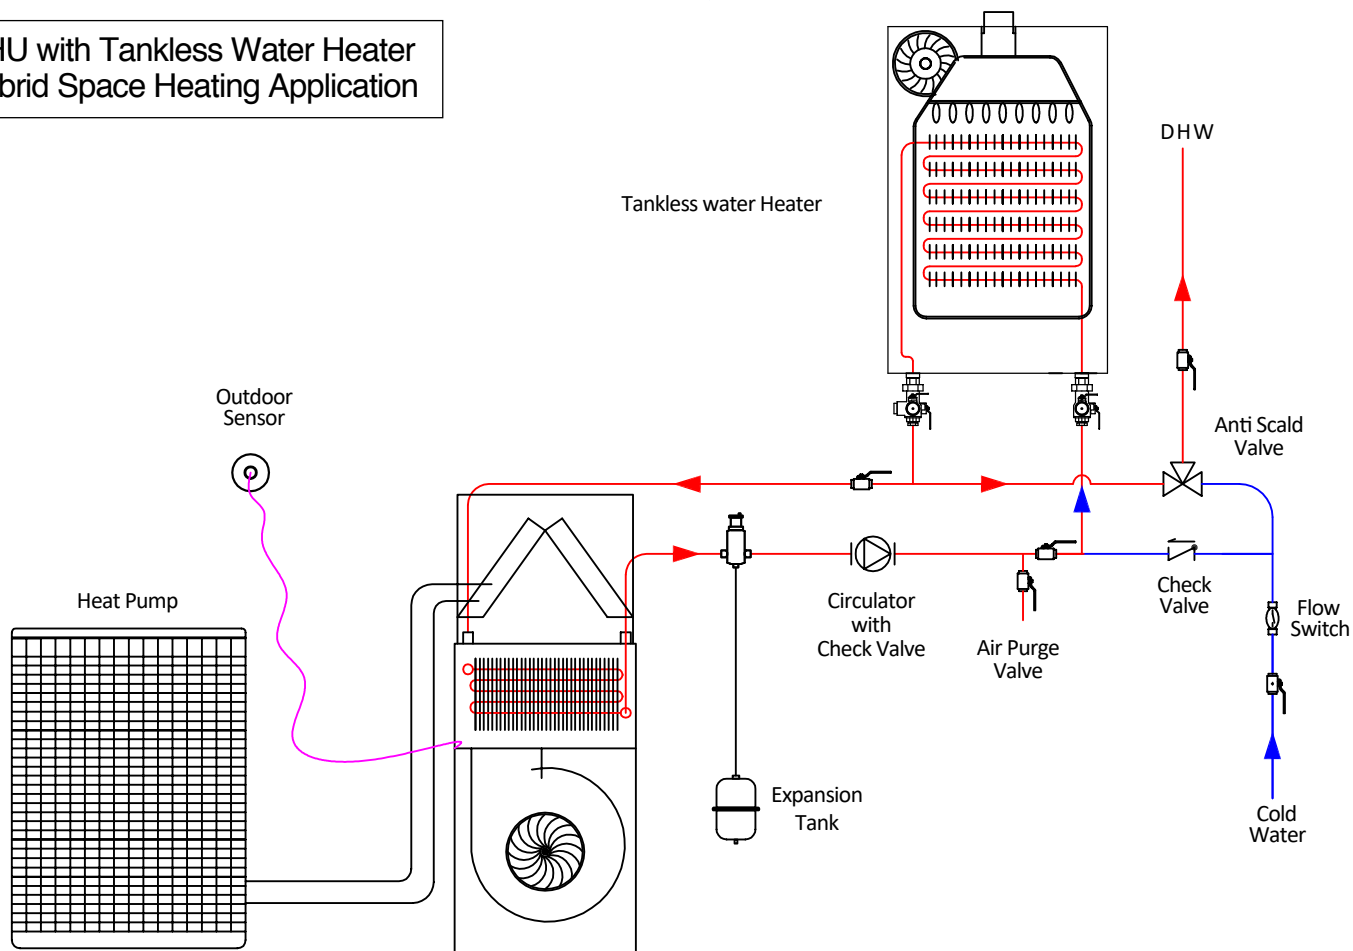 HU with Tankless Water Heater
brid Space Heating Application
DHW
Tankless water Heater
Outdoor
Sensor
Anti Scald
Valve
Heat Pump
Circulator
with
Check Valve
Air Purge
Valve
Check
Valve
Flow
Switch
Expansion
Tank
Cold
Water